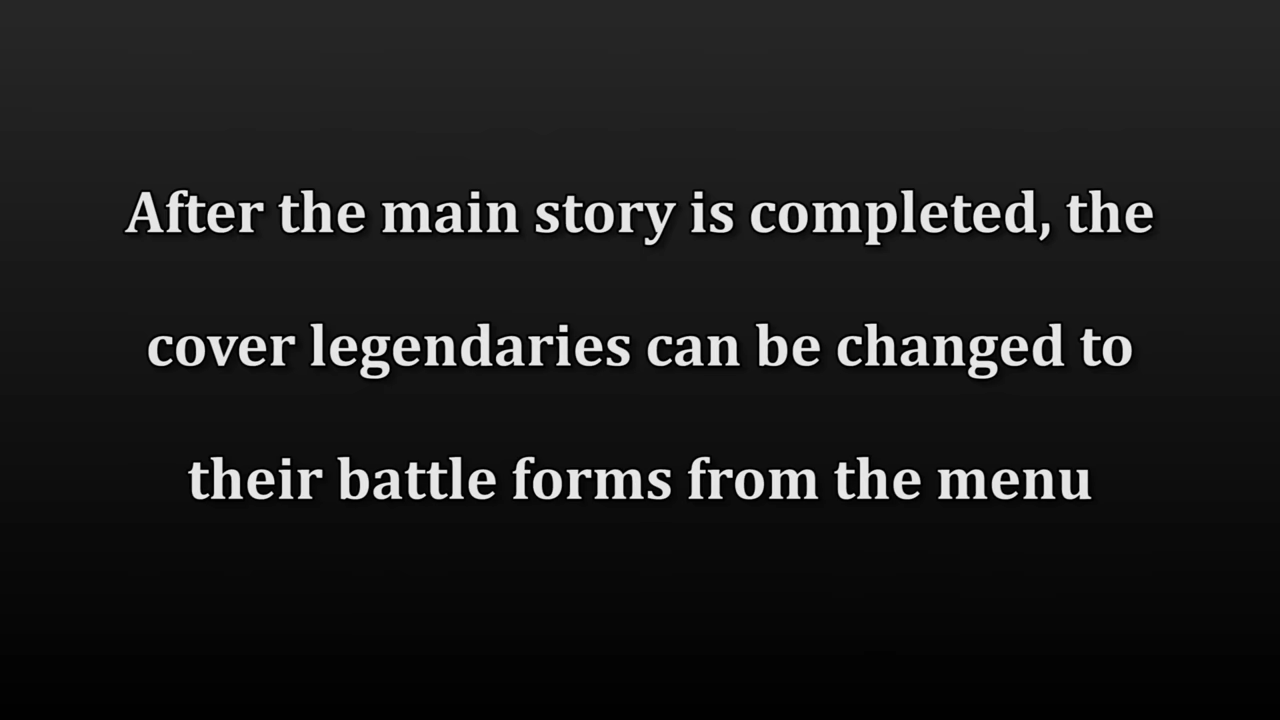 After the main story is completed, the
cover legendaries can be changed to
their battle forms from the menu